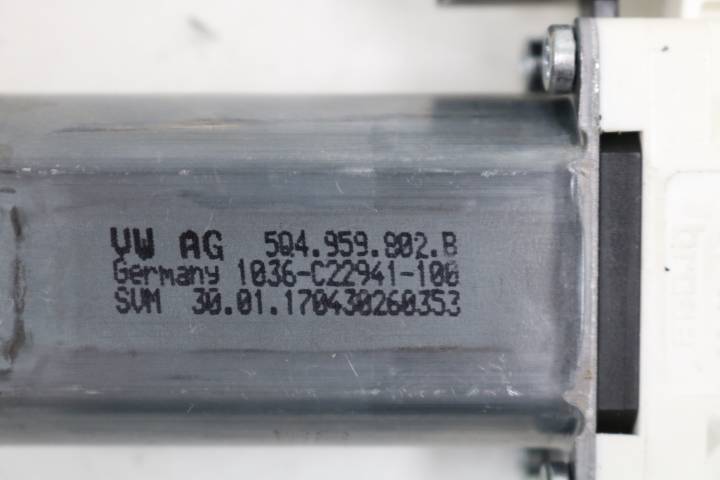 VW AG 5Q4.959.802.B
Germany 1036-C22941-100
SVM 30.01.170430260353